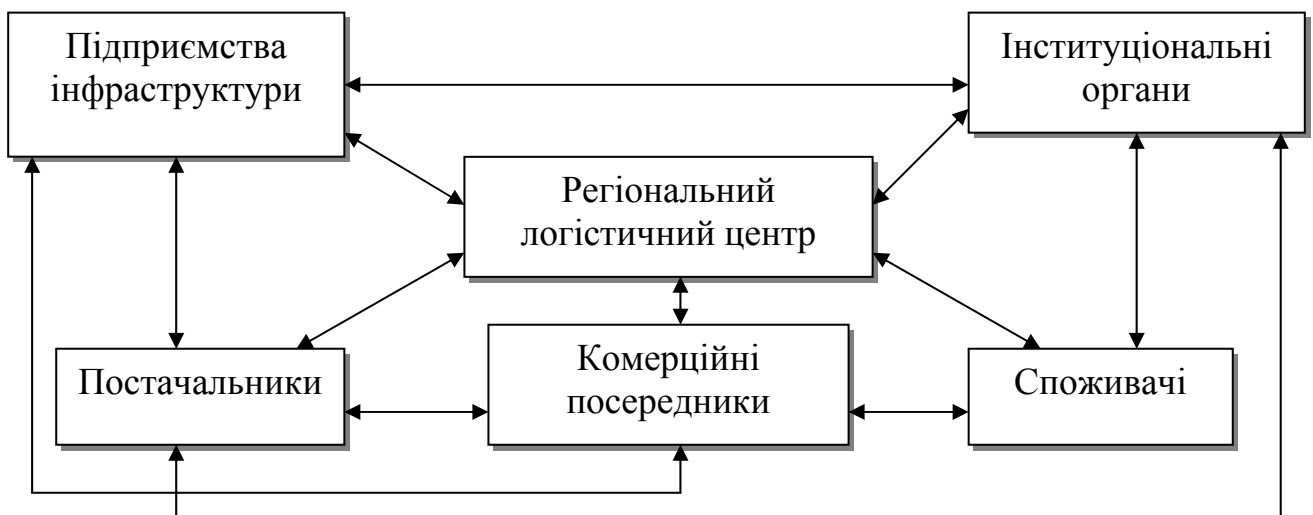 Підприємства
інфраструктури
Інституціональні
органи
Регіональний
логістичний центр
Постачальники
Комерційні
посередники
Споживачі